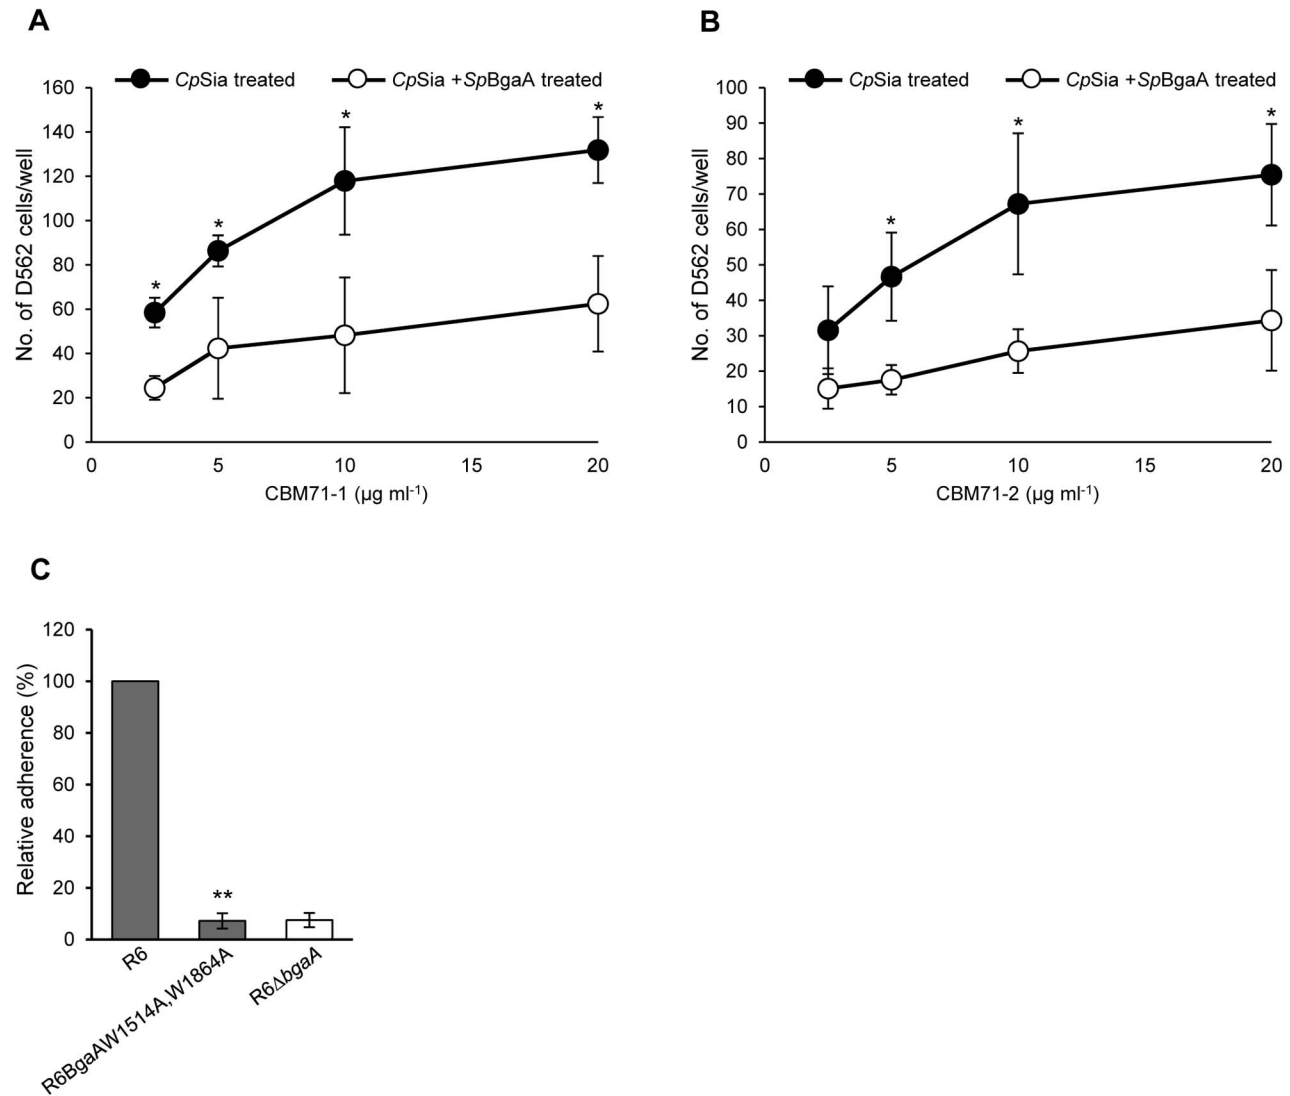 A
CpSia treated CpSia +SpBgaA treated
160
140
120
100
80
60
40
20
0
No. of D562 cells/well
* * * *
0 5 10 15 20
CBM71-1 (µg ml-1)
B
CpSia treated CpSia +SpBgaA treated
100
90
80
70
60
50
40
30
20
10
0
No. of D562 cells/well
* * *
0 5 10 15 20
CBM71-2 (µg ml-1)
C
120
100
80
60
40
20
0
Relative adherence (%)
**
R6
R6BgaAW1514A,W1864A
R6ΔbgaA